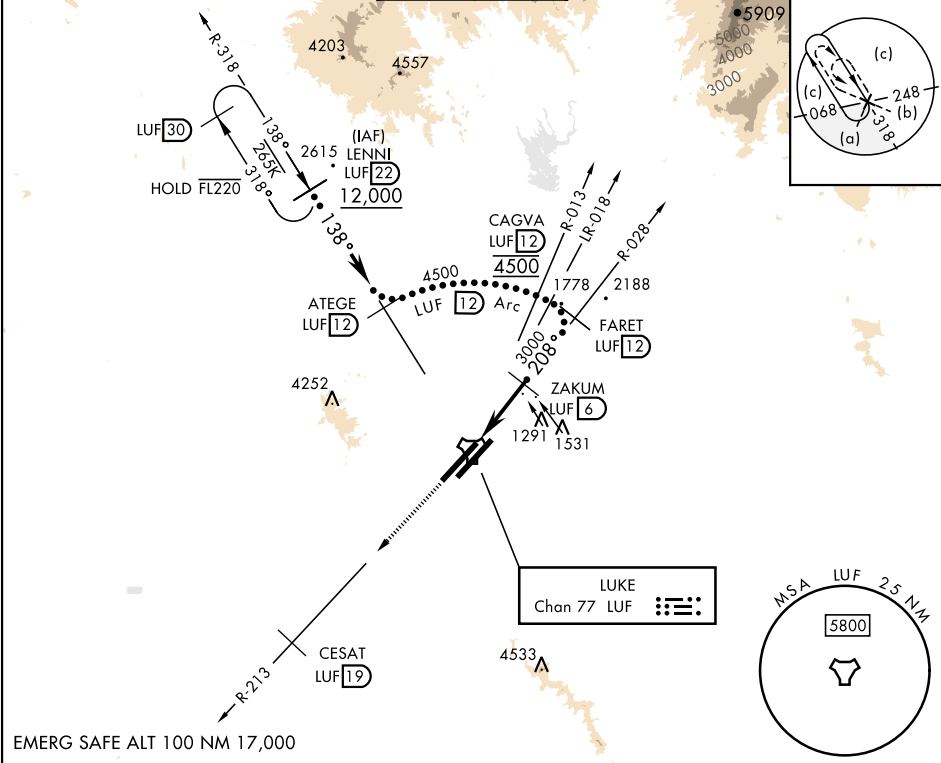 5909
5000
4000
3000
4203
4557
R-318
LUF 30
138°
265K
318°
HOLD FL220
2615
(IAF)
LENNI
LUF 22
12,000
138°
(c)
(c)
068
248
(b)
(a)
318
CAGVA
LUF 12
4500
R-013
LR-018
R-028
4500
LUF 12 Arc
1778
2188
ATEGE
LUF 12
FARET
LUF 12
3000
208°
4252
ZAKUM
LUF 6
1291
1531
LUKE
Chan 77 LUF
MSA LUF 25 NM
5800
4533
CESAT
LUF 19
R-213
EMERG SAFE ALT 100 NM 17,000